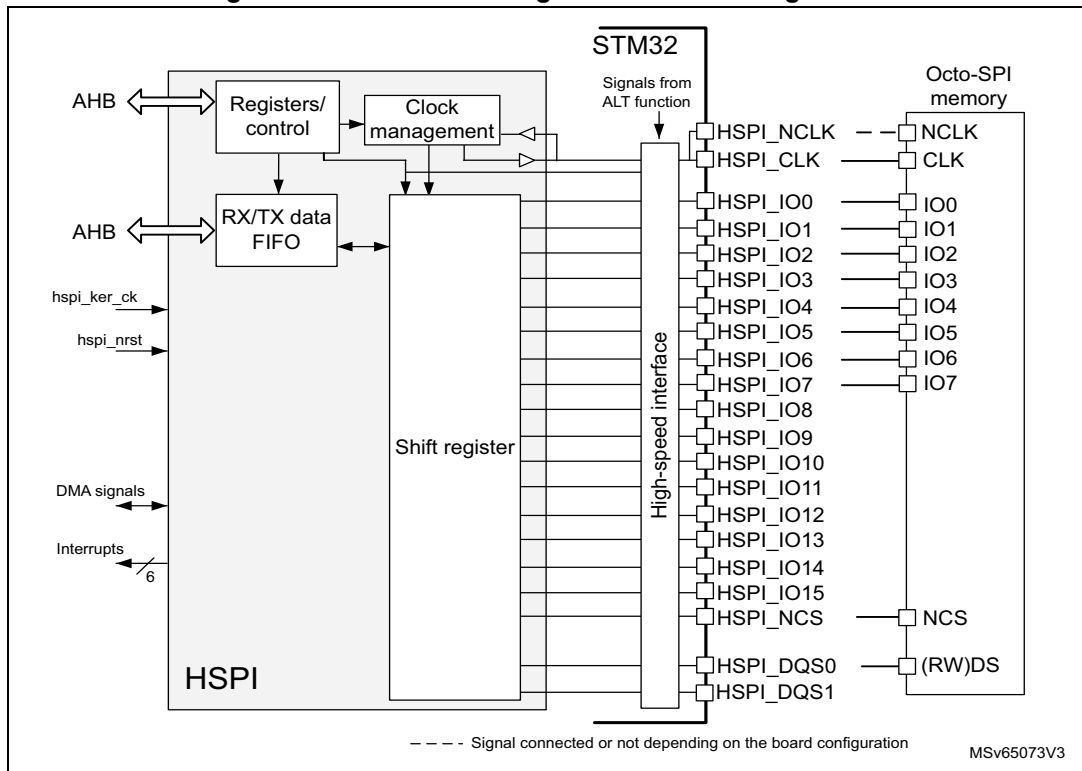 STM32
Signals from
ALT function
Octo-SPI
memory
AHB
Registers/
control
Clock
management
HSPI_NCLK
NCLK
HSPI_CLK
CLK
AHB
RX/TX data
FIFO
HSPI_IO0
IO0
HSPI_IO1
IO1
HSPI_IO2
IO2
HSPI_IO3
IO3
hspi_ker_ck
HSPI_IO4
IO4
hspi_nrst
HSPI_IO5
IO5
HSPI_IO6
IO6
HSPI_IO7
IO7
HSPI_IO8
HSPI_IO9
Shift register
High-speed interface
HSPI_IO10
HSPI_IO11
DMA signals
HSPI_IO12
HSPI_IO13
Interrupts
6
HSPI_IO14
HSPI_IO15
HSPI_NCS
NCS
HSPI
HSPI_DQS0
(RW)DS
HSPI_DQS1
Signal connected or not depending on the board configuration
MSv65073V3